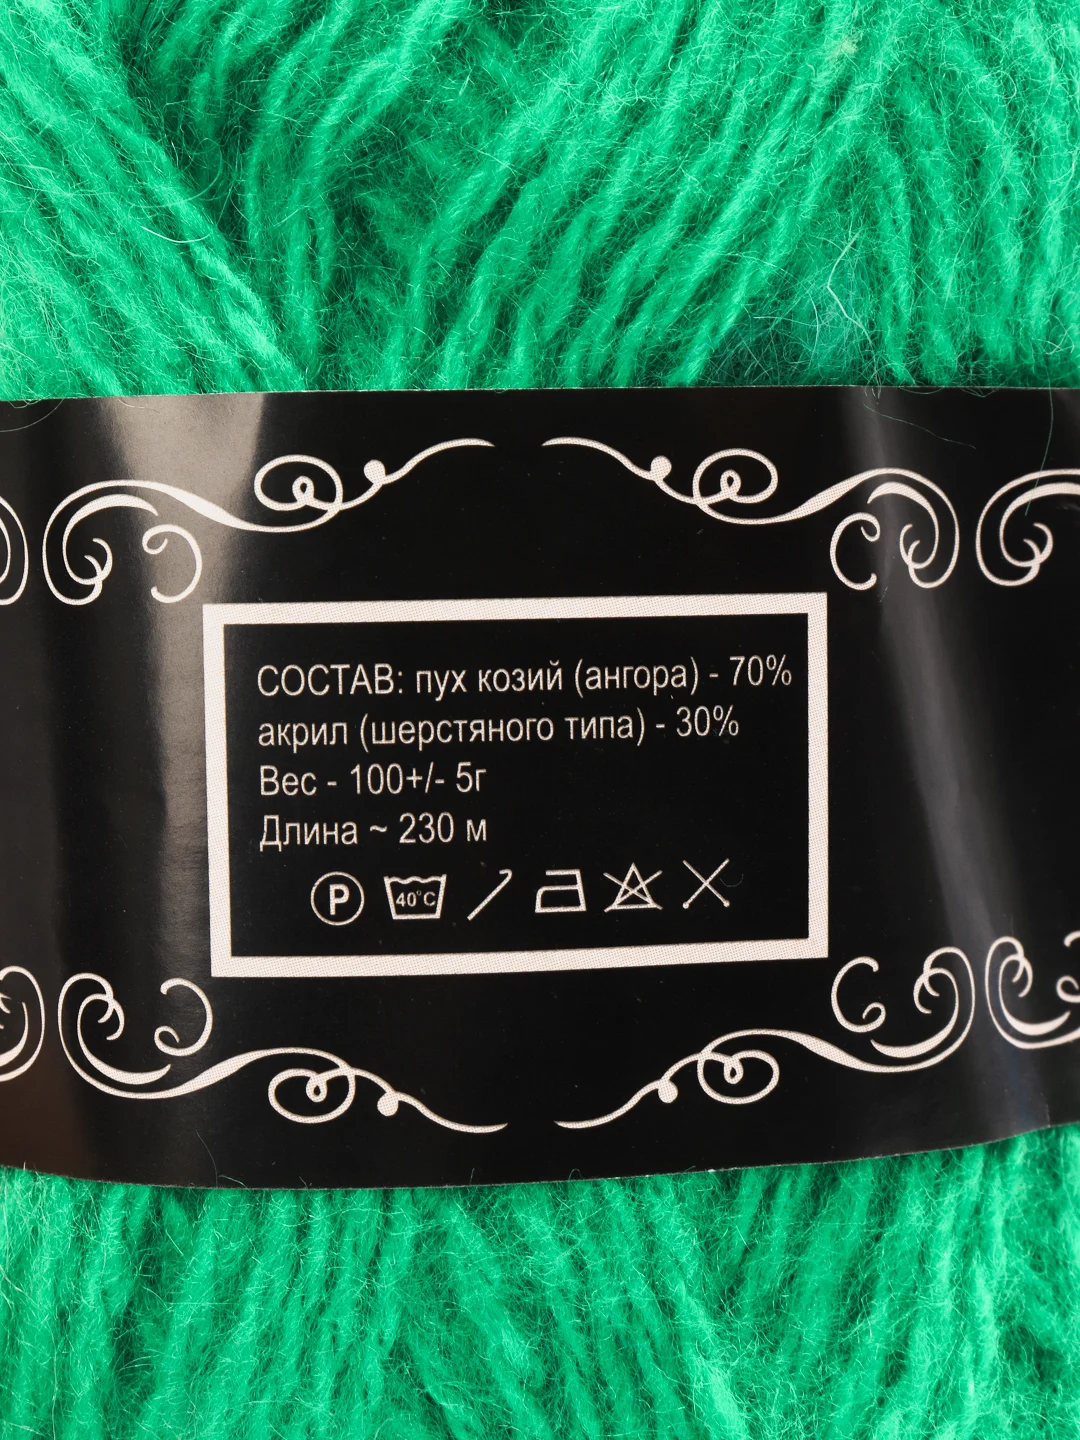 СОСТАВ: пух козий (ангора) - 70%
акрил (шерстяного типа) - 30%
Вес - 100+/- 5г
Длина ~ 230 м
P 40°C